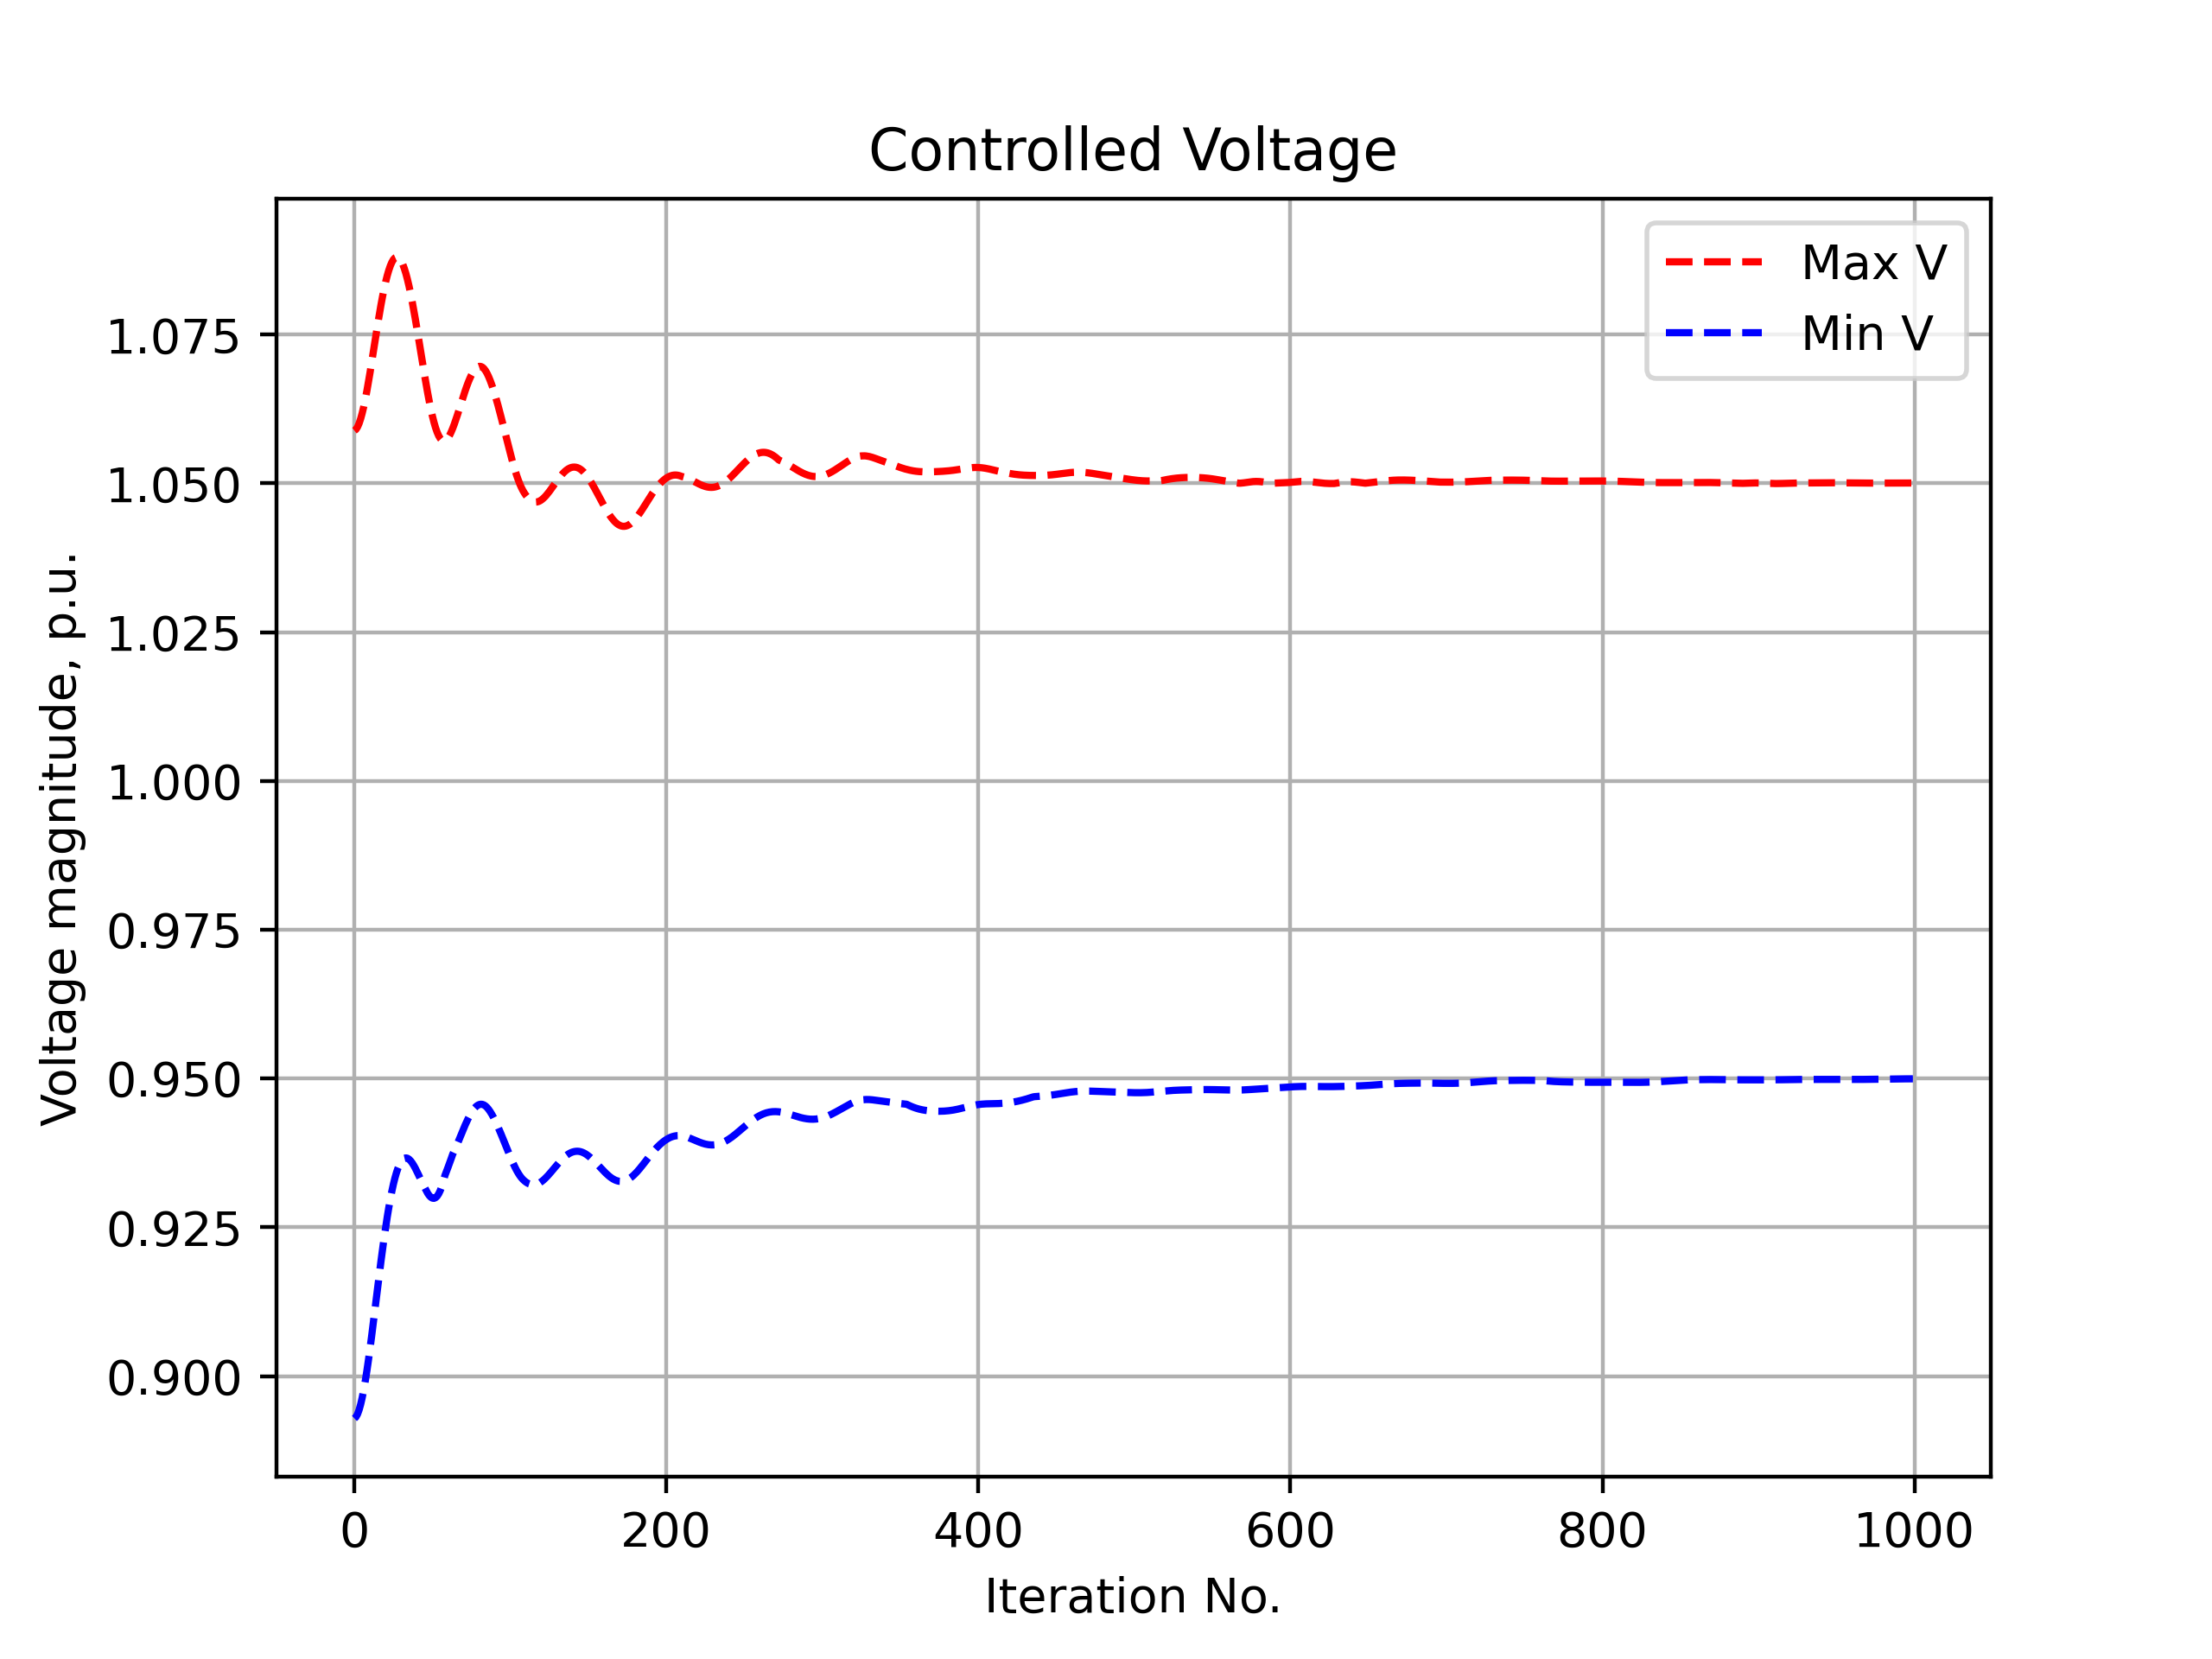 Controlled Voltage
Max V
Min V
Voltage magnitude, p.u.
1.075
1.050
1.025
1.000
0.975
0.950
0.925
0.900
0 200 400 600 800 1000
Iteration No.